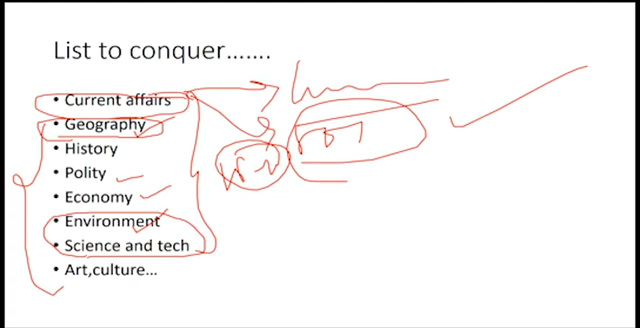 List to conquer.......
• Current affairs
• Geography
• History
• Polity
• Economy
• Environment
• Science and tech
• Art,culture...